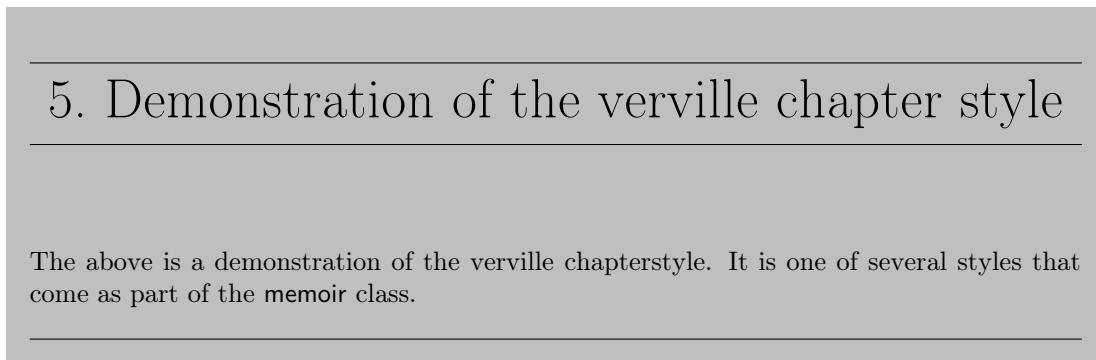 5. Demonstration of the verville chapter style
The above is a demonstration of the verville chapterstyle. It is one of several styles that
come as part of the memoir class.